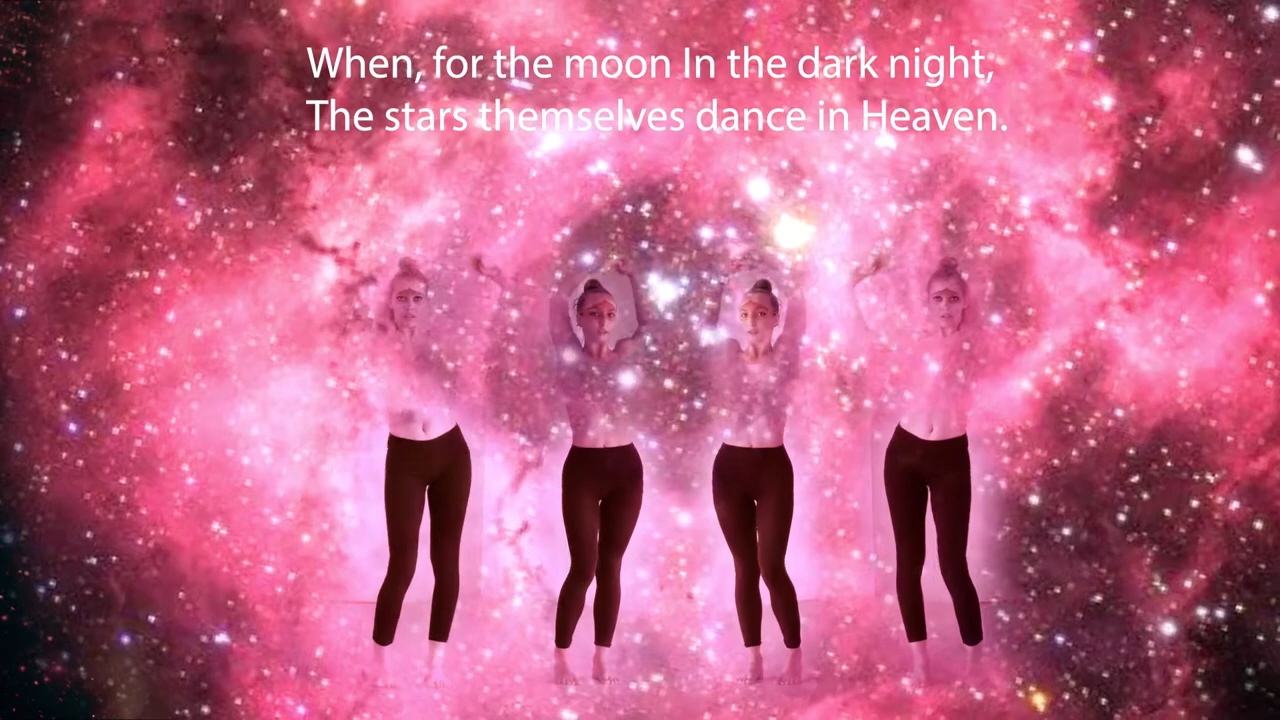 When, for the moon In the dark night,
The stars themselves dance in Heaven.